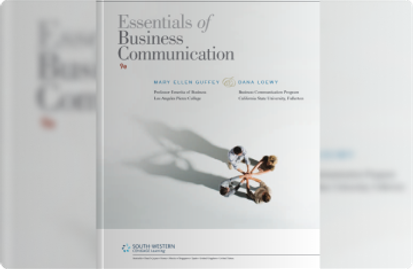 Essentials of
Business
Communication
9e
MARY ELLEN GUFFEY & DANA LOEWY
Professor Emerita of Business
Los Angeles Pierce College
Business Communication Program
California State University, Fullerton
SOUTH-WESTERN
CENGAGE Learning